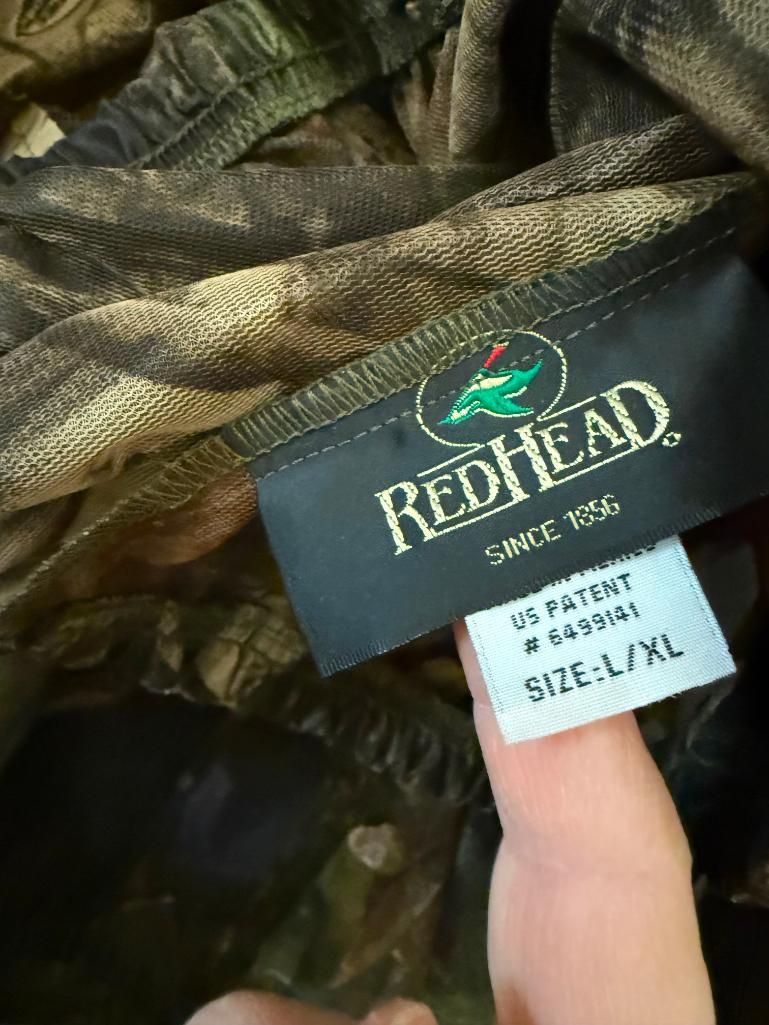 REDHEAD.
SINCE 1856
US PATENT
# 6499141
SIZE:L/XL